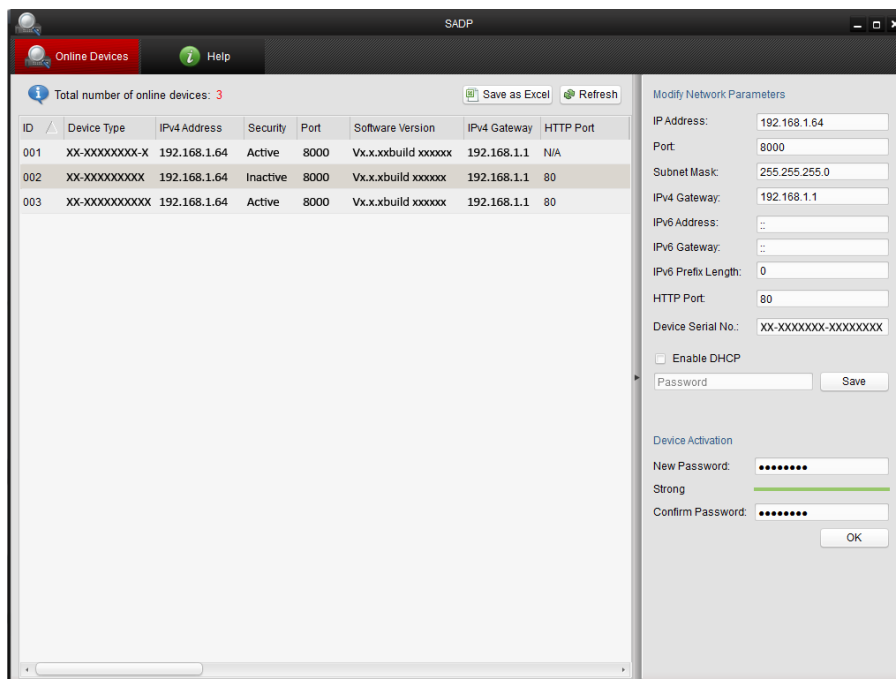 SADP
Online Devices Help
Total number of online devices: 3 Save as Excel Refresh
ID Device Type IPv4 Address Security Port Software Version IPv4 Gateway HTTP Port
001 XX-XXXXXXXX-X 192.168.1.64 Active 8000 Vx.x.xxbuild xxxxxx 192.168.1.1 N/A
002 XX-XXXXXXXXX 192.168.1.64 Inactive 8000 Vx.x.xbuild xxxxxx 192.168.1.1 80
003 XX-XXXXXXXXXX 192.168.1.64 Active 8000 Vx.x.xbuild xxxxxx 192.168.1.1 80
Modify Network Parameters
IP Address: 192.168.1.64
Port: 8000
Subnet Mask: 255.255.255.0
IPv4 Gateway: 192.168.1.1
IPv6 Address: ::
IPv6 Gateway: ::
IPv6 Prefix Length: 0
HTTP Port: 80
Device Serial No.: XX-XXXXXXX-XXXXXXXX
Enable DHCP
Password Save
Device Activation
New Password: ●●●●●●●●
Strong
Confirm Password: ●●●●●●●●
OK